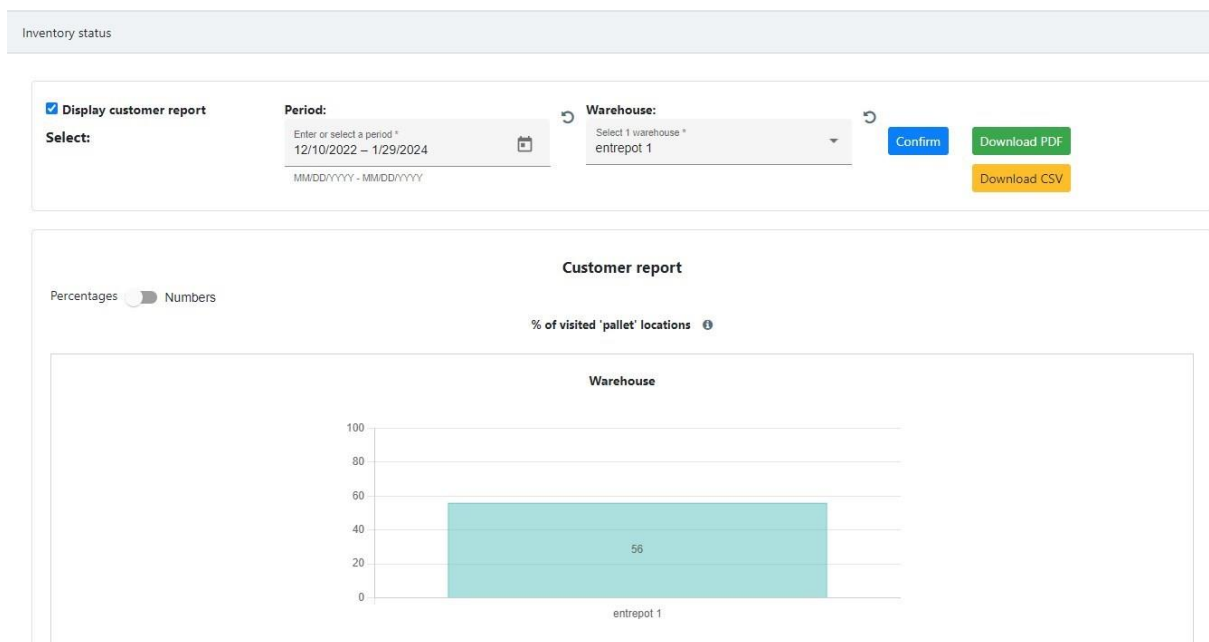 Inventory status
Display customer report
Select:
Period:
Enter or select a period *
12/10/2022 – 1/29/2024
MM/DD/YYYY - MM/DD/YYYY
Warehouse:
Select 1 warehouse *
entrepot 1
Confirm
Download PDF
Download CSV
Customer report
Percentages Numbers
% of visited 'pallet' locations
Warehouse
100
80
60
40
20
0
56
entrepot 1